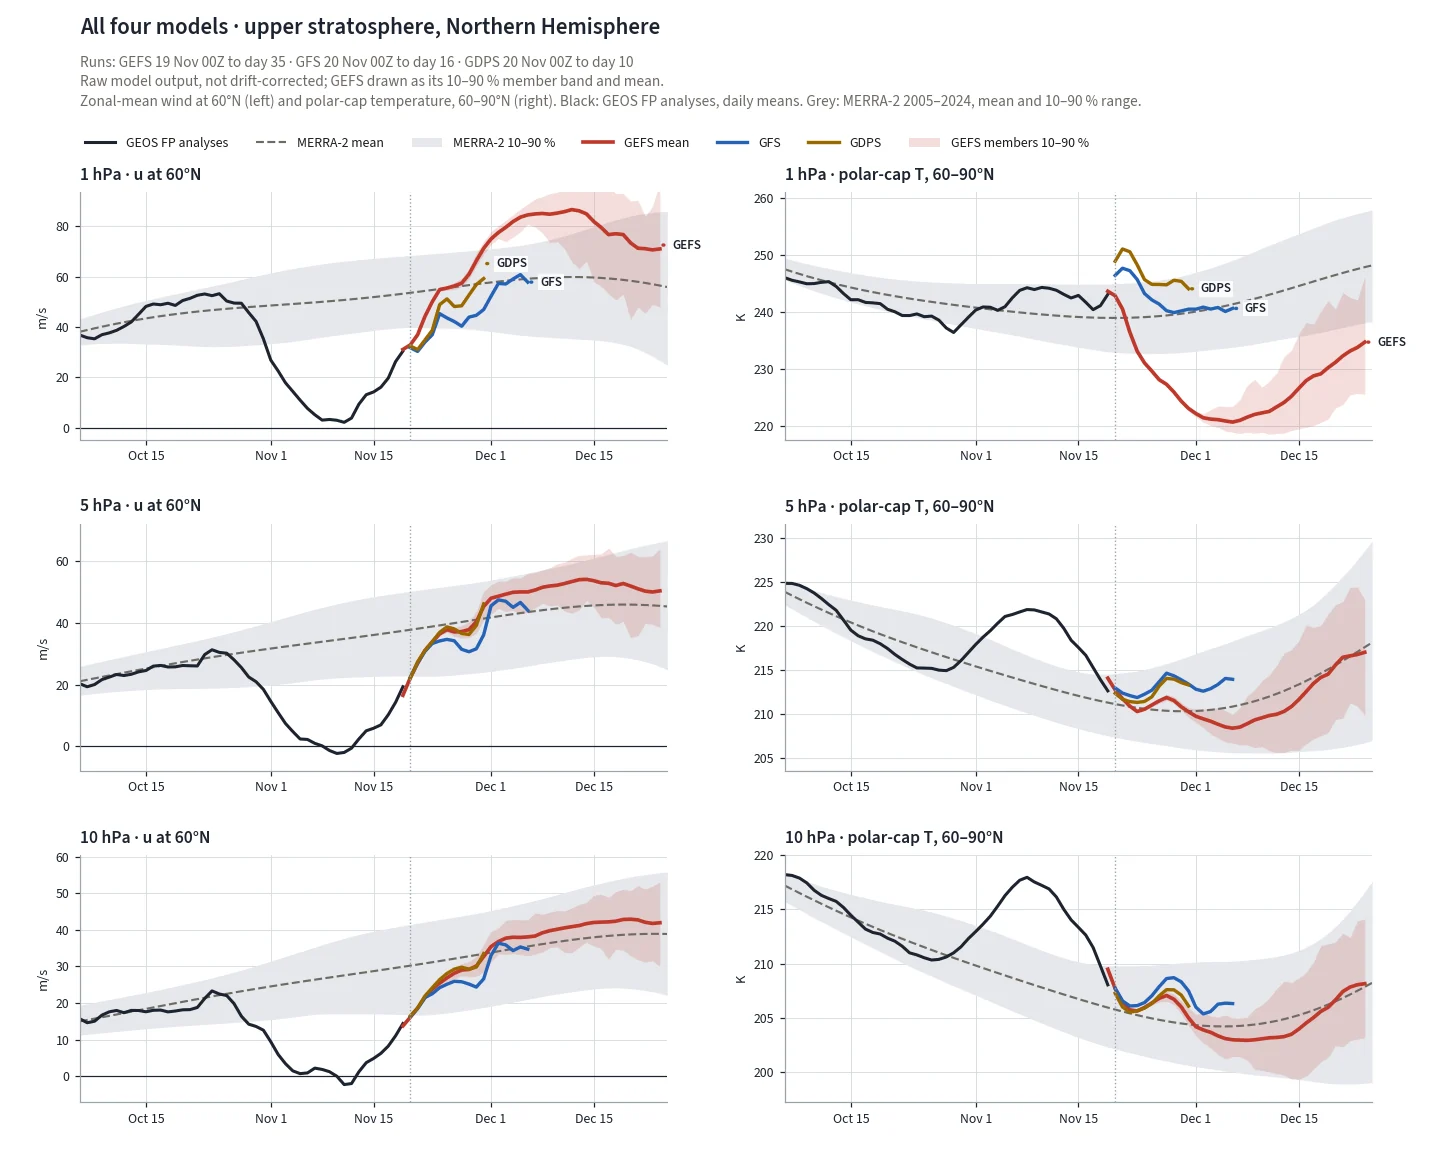 All four models · upper stratosphere, Northern Hemisphere
Runs: GEFS 19 Nov 00Z to day 35 · GFS 20 Nov 00Z to day 16 · GDPS 20 Nov 00Z to day 10
Raw model output, not drift-corrected; GEFS drawn as its 10–90 % member band and mean.
Zonal-mean wind at 60°N (left) and polar-cap temperature, 60–90°N (right). Black: GEOS FP analyses, daily means. Grey: MERRA-2 2005–2024, mean and 10–90 % range.
GEOS FP analyses MERRA-2 mean MERRA-2 10–90 % GEFS mean GFS GDPS GEFS members 10–90 %
1 hPa · u at 60°N
80
60
40
20
0
m/s
GEFS
GDPS
GFS
Oct 15 Nov 1 Nov 15 Dec 1 Dec 15
1 hPa · polar-cap T, 60–90°N
260
250
240
230
220
K
GDPS
GFS
GEFS
Oct 15 Nov 1 Nov 15 Dec 1 Dec 15
5 hPa · u at 60°N
60
40
20
0
m/s
Oct 15 Nov 1 Nov 15 Dec 1 Dec 15
5 hPa · polar-cap T, 60–90°N
230
225
220
215
210
205
K
Oct 15 Nov 1 Nov 15 Dec 1 Dec 15
10 hPa · u at 60°N
60
50
40
30
20
10
0
m/s
Oct 15 Nov 1 Nov 15 Dec 1 Dec 15
10 hPa · polar-cap T, 60–90°N
220
215
210
205
200
K
Oct 15 Nov 1 Nov 15 Dec 1 Dec 15